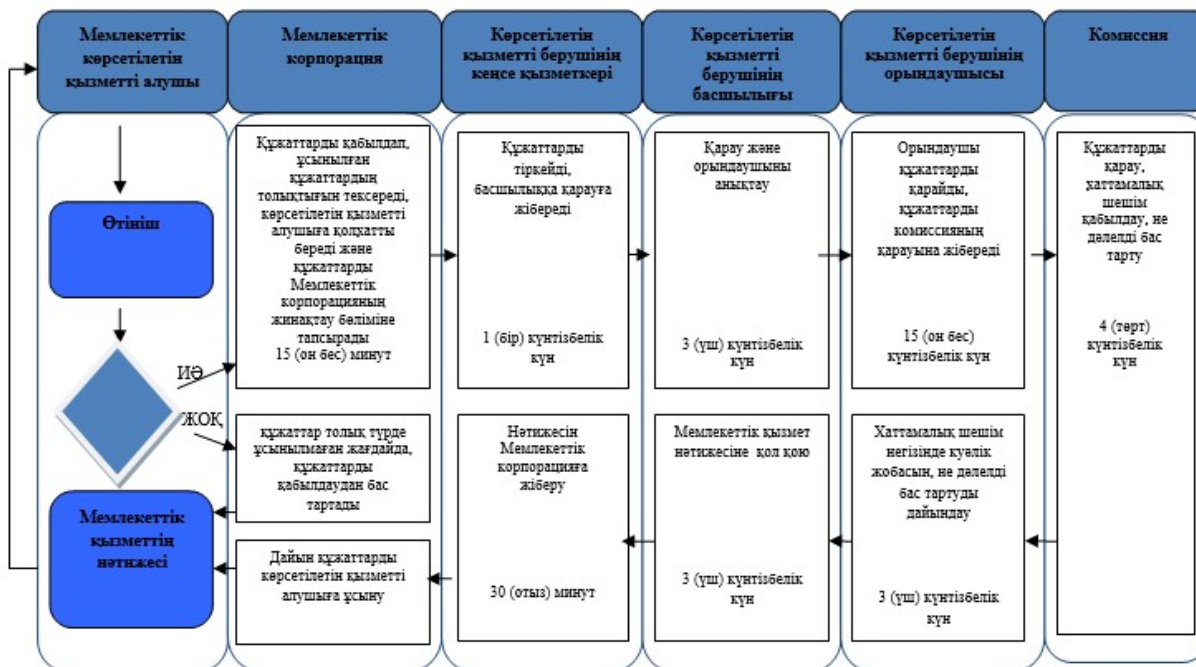 Мемлекеттік
көрсетілетін
қызметті алушы
Мемлекеттік
корпорация
Көрсетілетін
қызметті берушінің
кеңсе қызметкері
Көрсетілетін
қызметті
берушінің
басшылығы
Көрсетілетін
қызметті берушінің
орындаушысы
Комиссия
Өтініш
ИӘ
ЖОҚ
Мемлекеттік
қызметтің
нәтижесі
Құжаттарды қабылдап,
ұсынылған
құжаттардың
толықтығын тексереді,
көрсетілетін қызметті
алушыға қолхатты
береді және
құжаттарды
Мемлекеттік
корпорацияның
жинақтау бөліміне
тапсырады
15 (он бес) минут
Құжаттарды
тіркейді,
басшылыққа қарауға
жібереді
1 (бір) күнтізбелік
күн
Қарау және
орындаушыны
анықтау
3 (үш) күнтізбелік
күн
Орындаушы
құжаттарды
қарайды,
құжаттарды
комиссияның
қарауына жібереді
15 (он бес)
күнтізбелік күн
Құжаттарды
қарау,
хаттамалық
шешім
қабылдау, не
дәлелді бас
тарту
4 (төрт)
күнтізбелік
күн
құжаттар толық түрде
ұсынылмаған жағдайда,
құжаттарды
қабылдаудан бас
тартады
Дайын құжаттарды
көрсетілетін қызметті
алушыға ұсыну
Нәтижесін
Мемлекеттік
корпорацияға
жіберу
30 (отыз) минут
Мемлекеттік қызмет
нәтижесіне қол қою
3 (үш) күнтізбелік
күн
Хаттамалық шешім
негізінде куәлік
жобасын, не дәлелді
бас тартуды
дайындау
3 (үш) күнтізбелік
күн